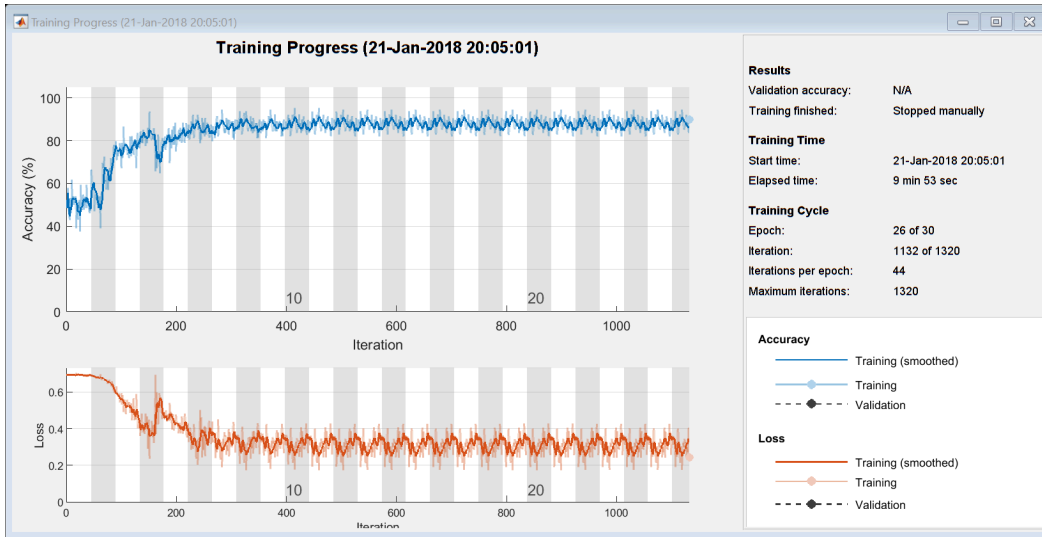 Training Progress (21-Jan-2018 20:05:01)
Training Progress (21-Jan-2018 20:05:01)
100
80
60
40
20
0
Accuracy (%)
10
20
0
200
400
600
800
1000
Iteration
0.6
0.4
0.2
0
Loss
10
20
0
200
400
600
800
1000
Iteration
Results
Validation accuracy: N/A
Training finished: Stopped manually
Training Time
Start time: 21-Jan-2018 20:05:01
Elapsed time: 9 min 53 sec
Training Cycle
Epoch: 26 of 30
Iteration: 1132 of 1320
Iterations per epoch: 44
Maximum iterations: 1320
Accuracy
Training (smoothed)
Training
Validation
Loss
Training (smoothed)
Training
Validation